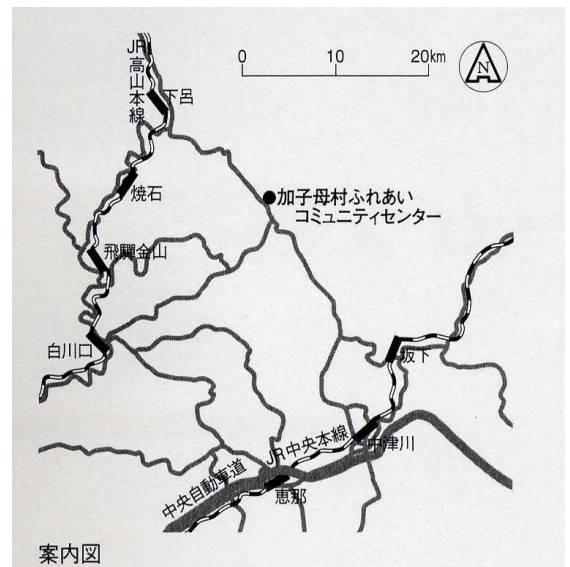 JR高山本線
下呂
0 10 20km
N
焼石
加子母村ふれあい
コミュニティセンター
飛驒金山
白川口
坂下
JR中央本線
中津川
中央自動車道
恵那
案内図